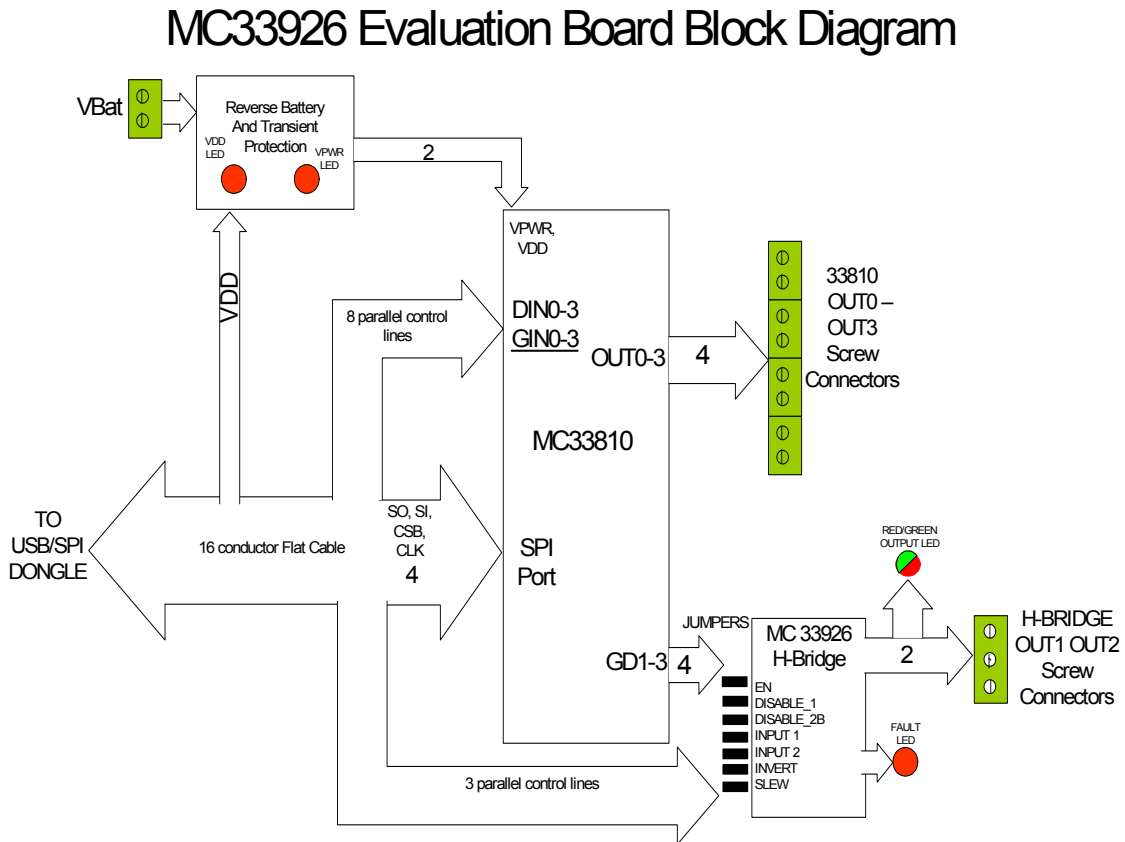 MC33926 Evaluation Board Block Diagram
VBat
Reverse Battery
And Transient
Protection
VDD
LED
VPWR
LED
2
VDD
VPWR,
VDD
8 parallel control
lines
DIN0-3
GIN0-3
OUT0-3
4
33810
OUT0 –
OUT3
Screw
Connectors
MC33810
TO
USB/SPI
DONGLE
16 conductor Flat Cable
SO, SI,
CSB,
CLK
4
SPI
Port
RED/GREEN
OUTPUT LED
JUMPERS
GD1-3
4
MC 33926
H-Bridge
2
H-BRIDGE
OUT1 OUT2
Screw
Connectors
EN
DISABLE_1
DISABLE_2B
INPUT 1
INPUT 2
INVERT
SLEW
FAULT
LED
3 parallel control lines